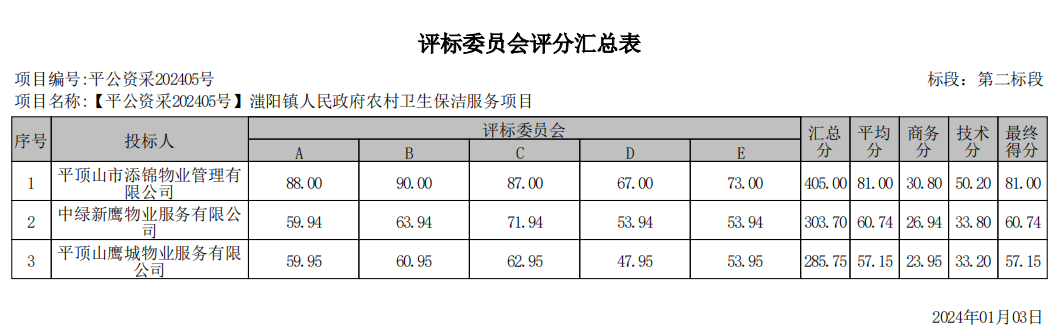 评标委员会评分汇总表
项目编号:平公资采202405号
标段：第二标段
项目名称:【平公资采202405号】滍阳镇人民政府农村卫生保洁服务项目
序号 投标人 评标委员会 汇总分 平均分 商务分 技术分 最终得分
A B C D E
1 平顶山市添锦物业管理有限公司 88.00 90.00 87.00 67.00 73.00 405.00 81.00 30.80 50.20 81.00
2 中绿新鹰物业服务有限公司 59.94 63.94 71.94 53.94 53.94 303.70 60.74 26.94 33.80 60.74
3 平顶山鹰城物业服务有限公司 59.95 60.95 62.95 47.95 53.95 285.75 57.15 23.95 33.20 57.15
2024年01月03日